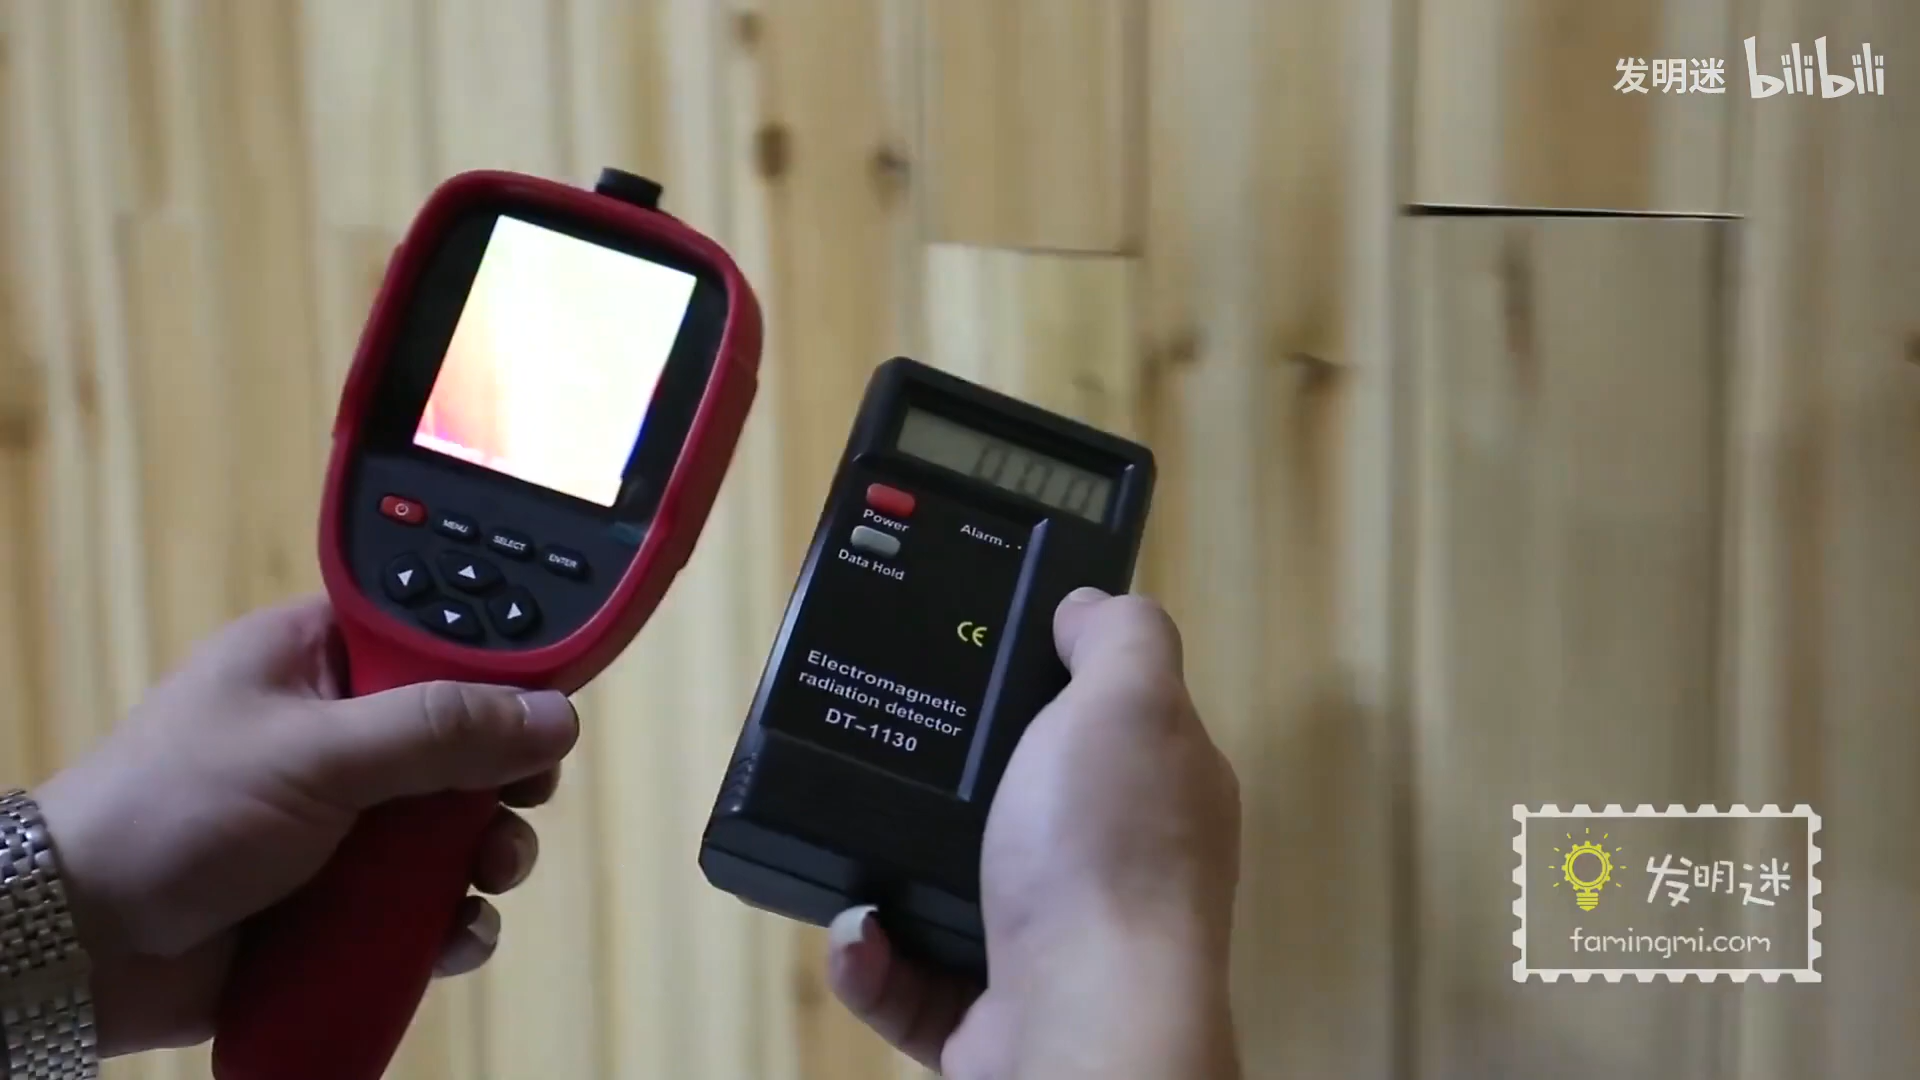 发明迷 bilibili
000
Power
Alarm..
Data Hold
MENU
SELECT
ENTER
CE
Electromagnetic
radiation detector
DT-1130
发明迷
famingmi.com